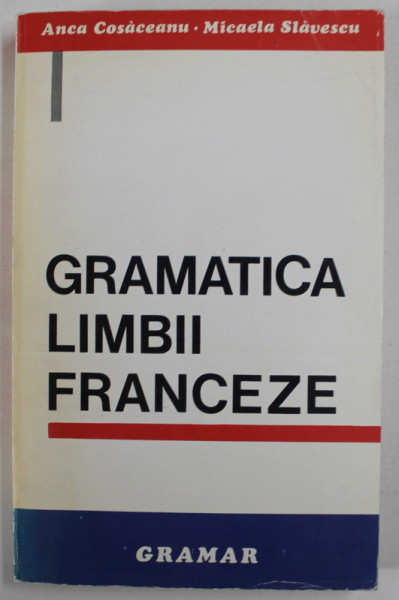 Anca Cosàceanu • Micaela Slàvescu
GRAMATICA
LIMBII
FRANCEZE
GRAMAR